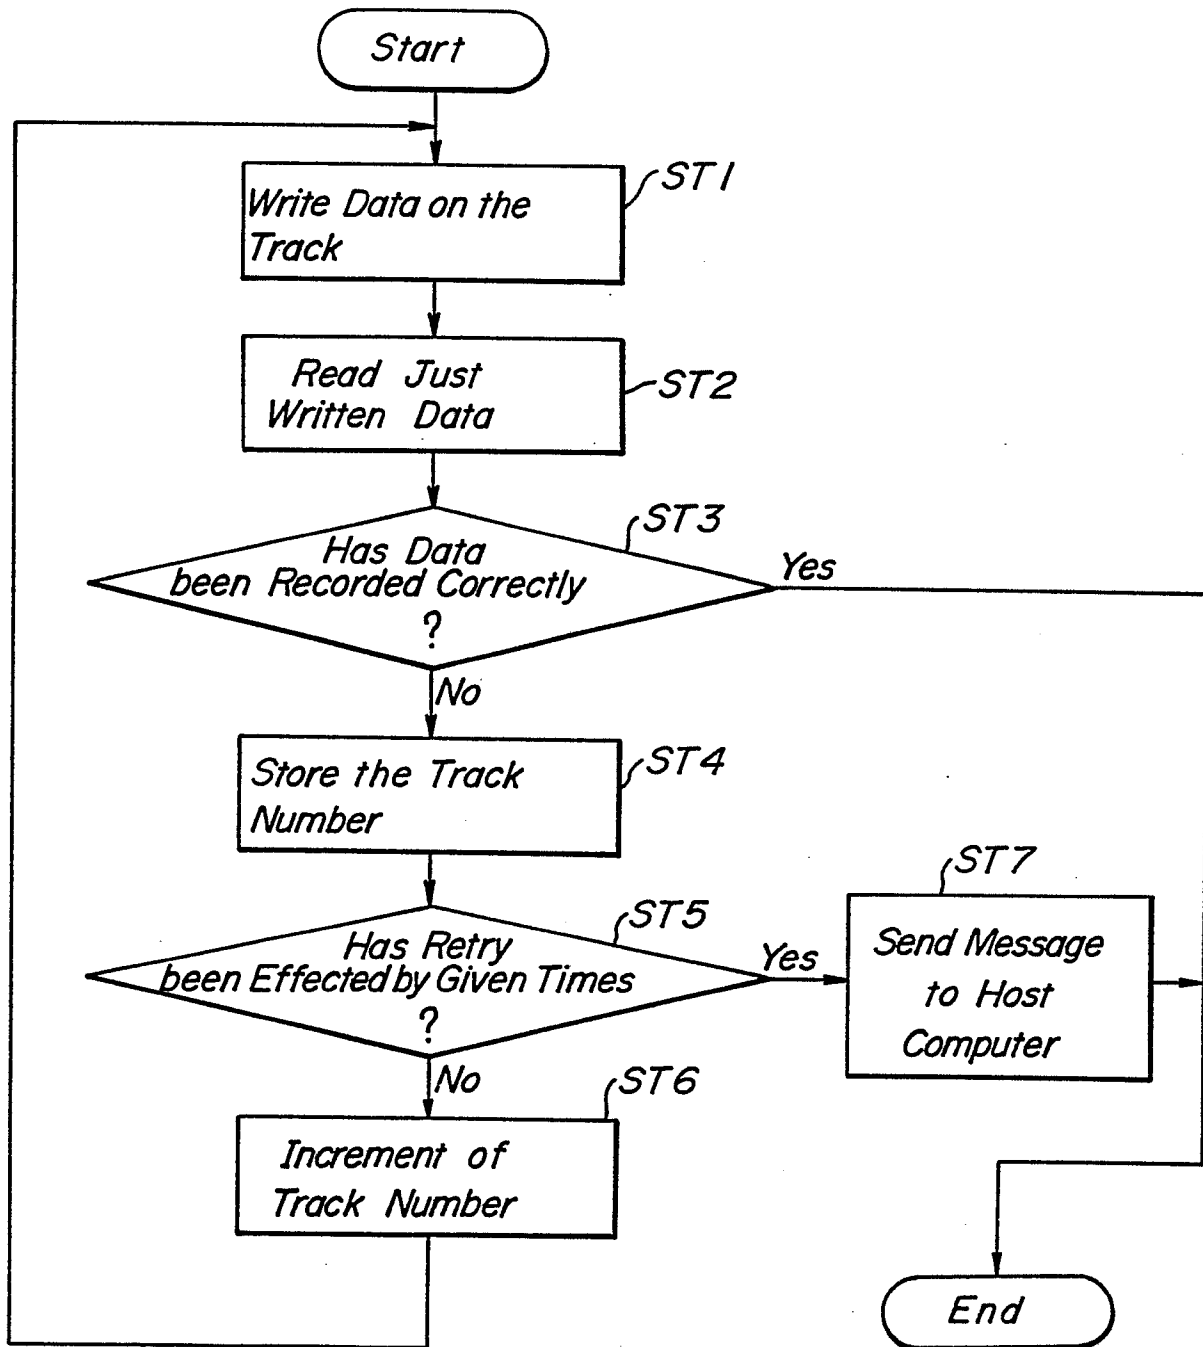 Start
ST1
Write Data on the
Track
Read Just
Written Data
ST2
ST3
Has Data
been Recorded Correctly
?
Yes
No
Store the Track
Number
ST4
ST5
Has Retry
been Effected by Given Times
?
Yes
ST7
Send Message
to Host
Computer
No
ST6
Increment of
Track Number
End